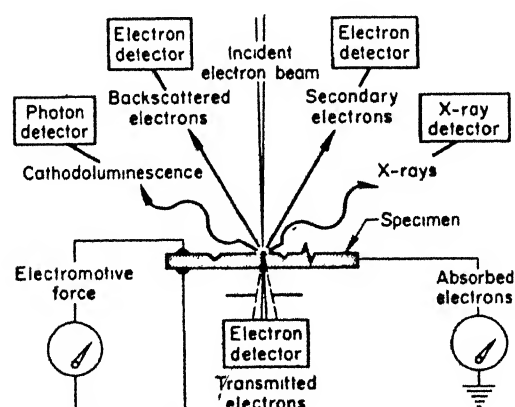 Electron
detector
Incident
electron beam
Electron
detector
Backscattered
electrons
Secondary
electrons
Photon
detector
X-ray
detector
Cathodoluminescence
X-rays
Specimen
Electromotive
force
Absorbed
electrons
Electron
detector
Transmitted
electrons